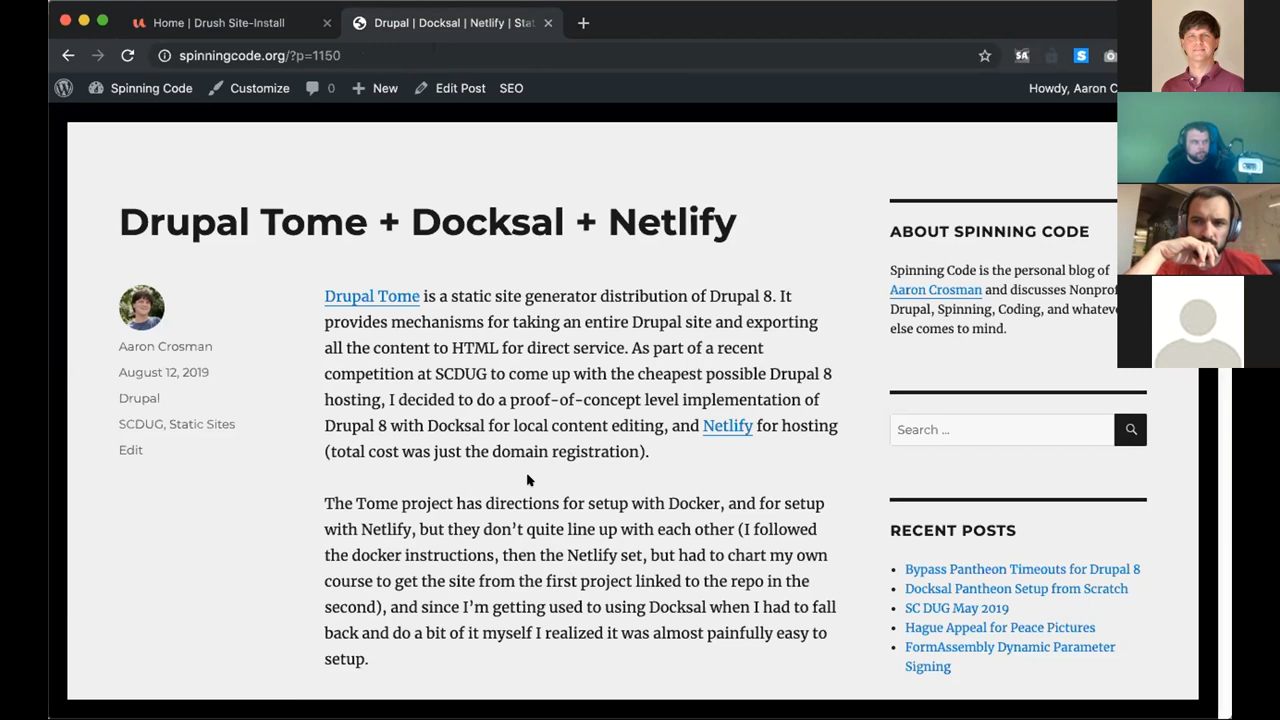 Home | Drush Site-Install
Drupal | Docksal | Netlify | Stat
spinningcode.org/?p=1150
SA
S
Spinning Code
Customize
0
New
Edit Post
SEO
Howdy, Aaron C
Drupal Tome + Docksal + Netlify
Aaron Crosman
August 12, 2019
Drupal
SCDUG, Static Sites
Edit
Drupal Tome is a static site generator distribution of Drupal 8. It
provides mechanisms for taking an entire Drupal site and exporting
all the content to HTML for direct service. As part of a recent
competition at SCDUG to come up with the cheapest possible Drupal 8
hosting, I decided to do a proof-of-concept level implementation of
Drupal 8 with Docksal for local content editing, and Netlify for hosting
(total cost was just the domain registration).
The Tome project has directions for setup with Docker, and for setup
with Netlify, but they don’t quite line up with each other (I followed
the docker instructions, then the Netlify set, but had to chart my own
course to get the site from the first project linked to the repo in the
second), and since I’m getting used to using Docksal when I had to fall
back and do a bit of it myself I realized it was almost painfully easy to
setup.
ABOUT SPINNING CODE
Spinning Code is the personal blog of
Aaron Crosman and discusses Nonprof
Drupal, Spinning, Coding, and whateve
else comes to mind.
Search …
RECENT POSTS
Bypass Pantheon Timeouts for Drupal 8
Docksal Pantheon Setup from Scratch
SC DUG May 2019
Hague Appeal for Peace Pictures
FormAssembly Dynamic Parameter
Signing